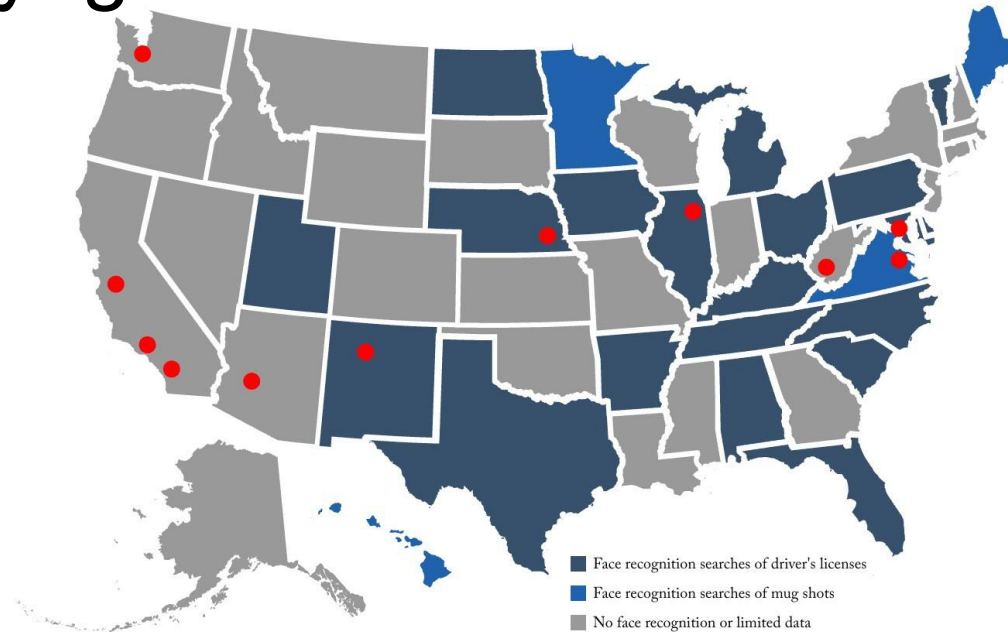 Face recognition searches of driver's licenses
Face recognition searches of mug shots
No face recognition or limited data